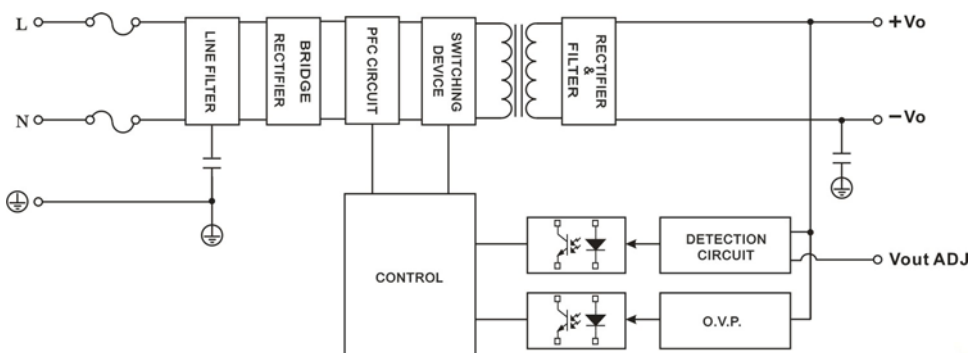 L
+Vo
LINE FILTER
BRIDGE
RECTIFIER
PFC CIRCUIT
SWITCHING
DEVICE
RECTIFIER
&
FILTER
N
−Vo
CONTROL
DETECTION
CIRCUIT
Vout ADJ
O.V.P.